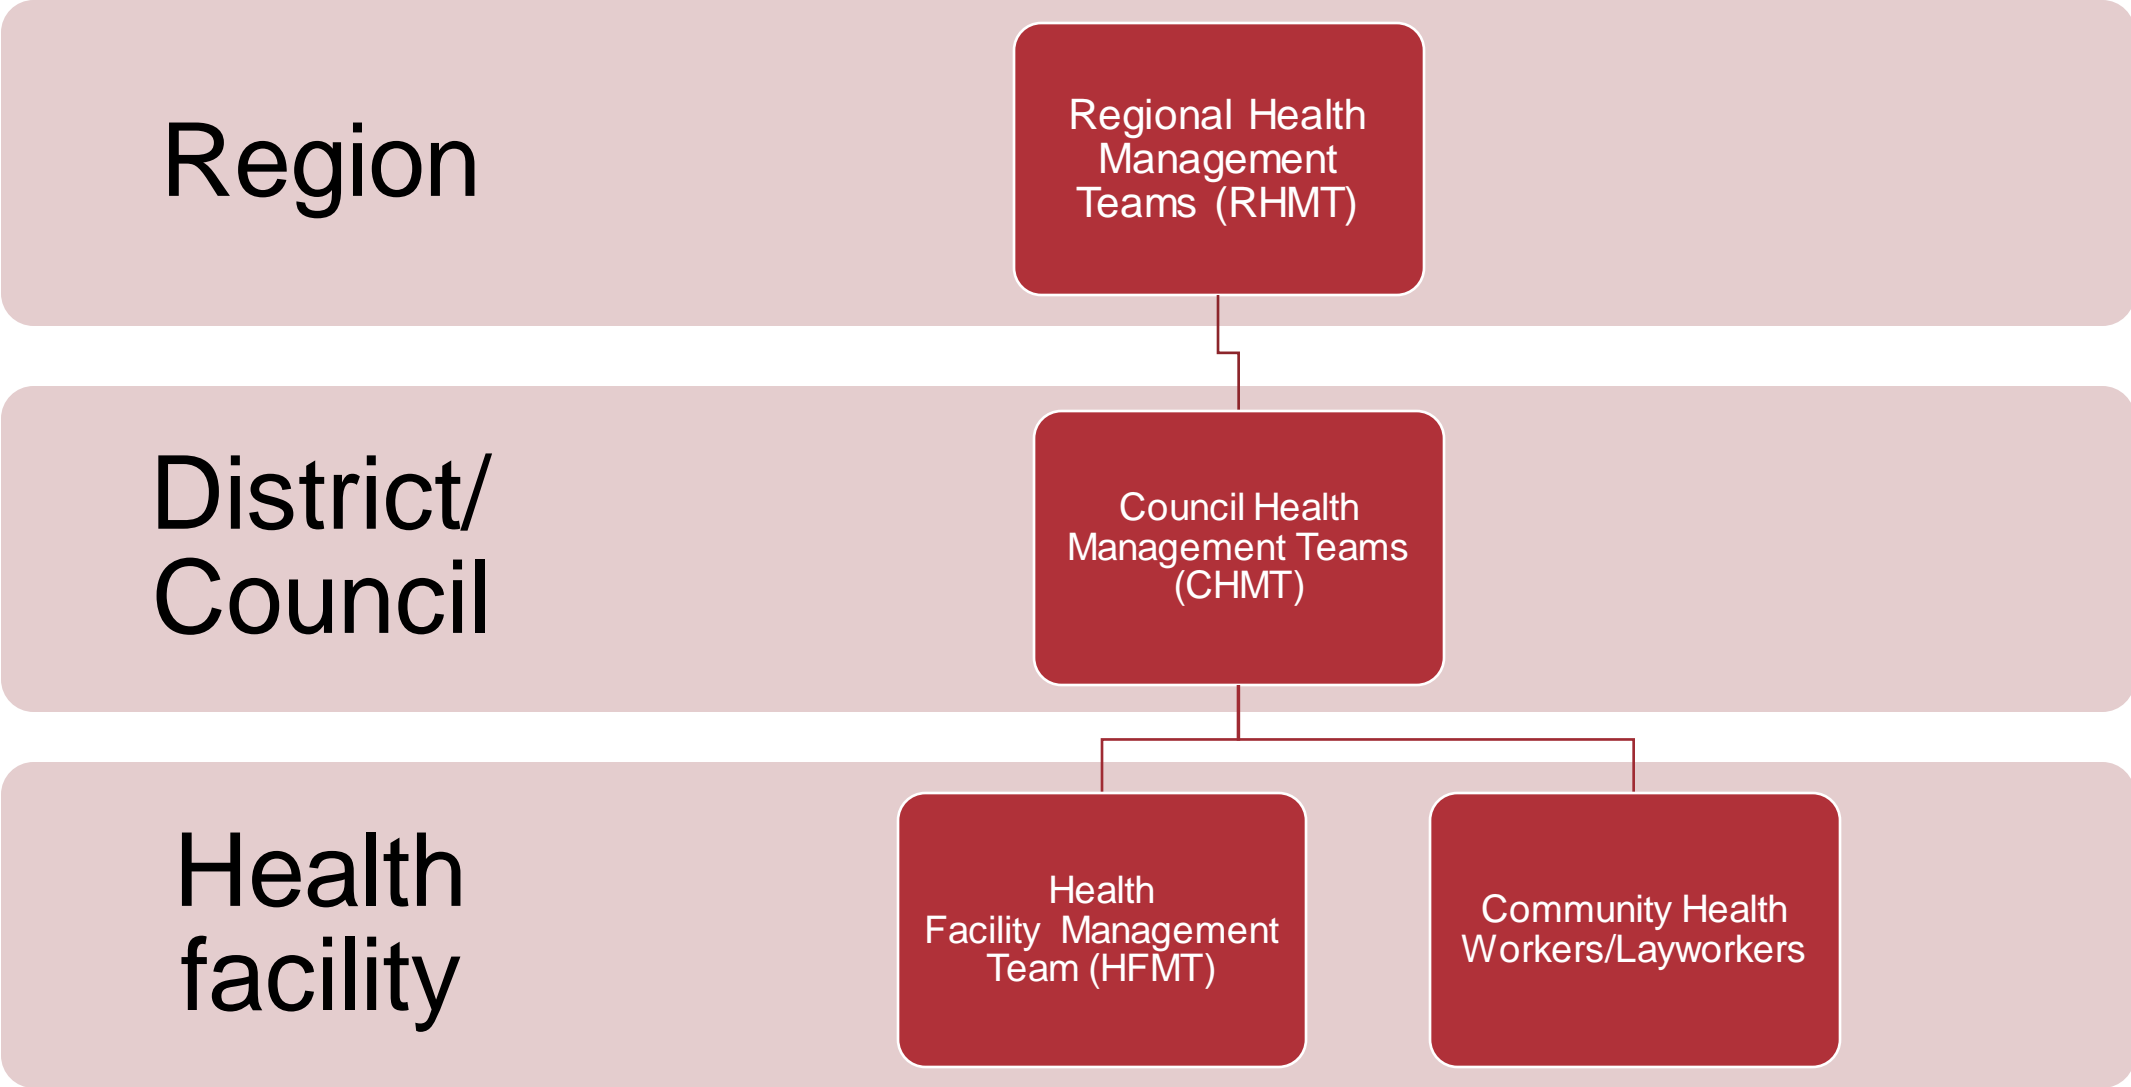 Region
Regional Health
Management
Teams (RHMT)
District/
Council
Council Health
Management Teams
(CHMT)
Health
facility
Health
Facility Management
Team (HFMT)
Community Health
Workers/Layworkers